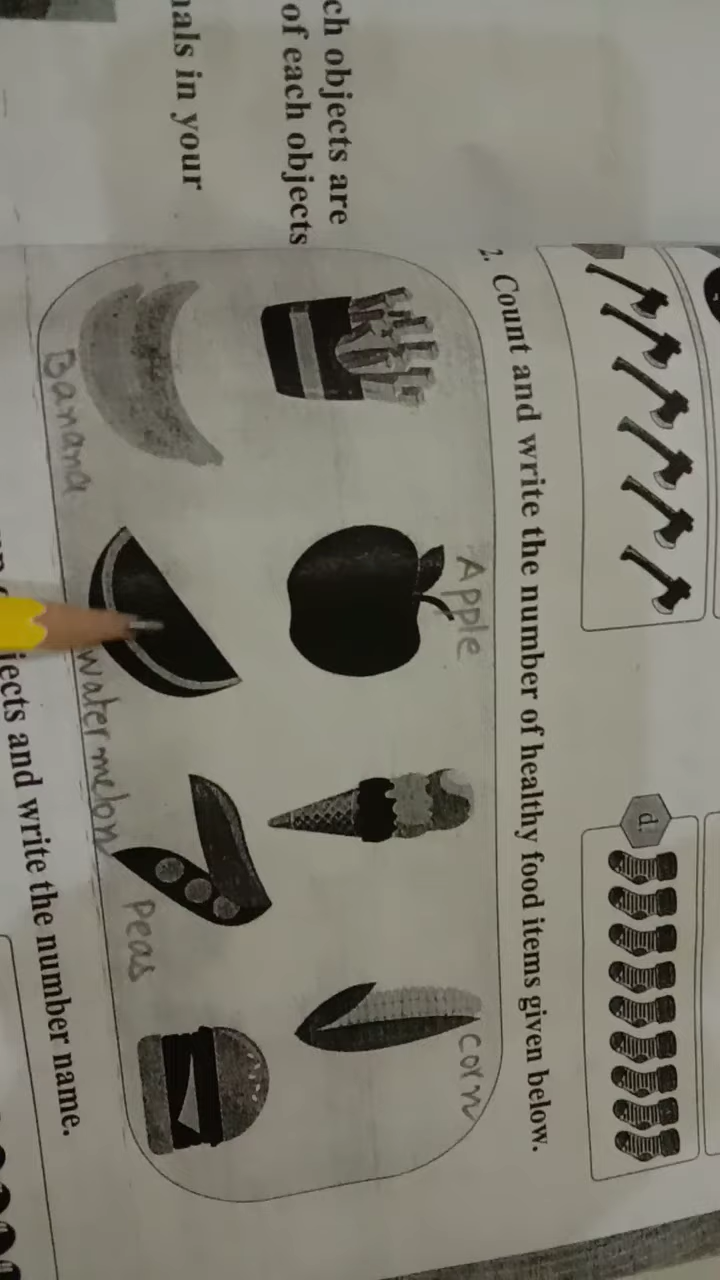 ch objects are
of each objects
nals in your
d.
2. Count and write the number of healthy food items given below.
Apple
corn
Banana
watermelon
Peas
jects and write the number name.